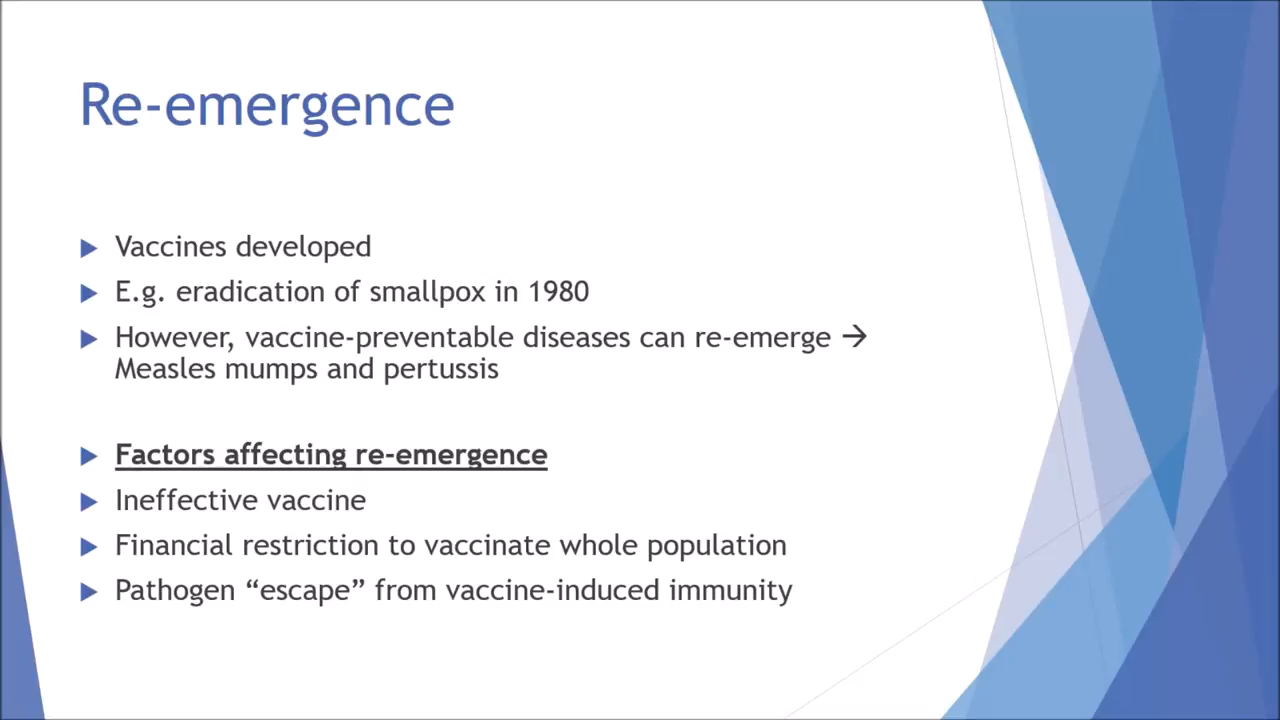 Re-emergence
Vaccines developed
E.g. eradication of smallpox in 1980
However, vaccine-preventable diseases can re-emerge →
Measles mumps and pertussis
Factors affecting re-emergence
Ineffective vaccine
Financial restriction to vaccinate whole population
Pathogen “escape” from vaccine-induced immunity